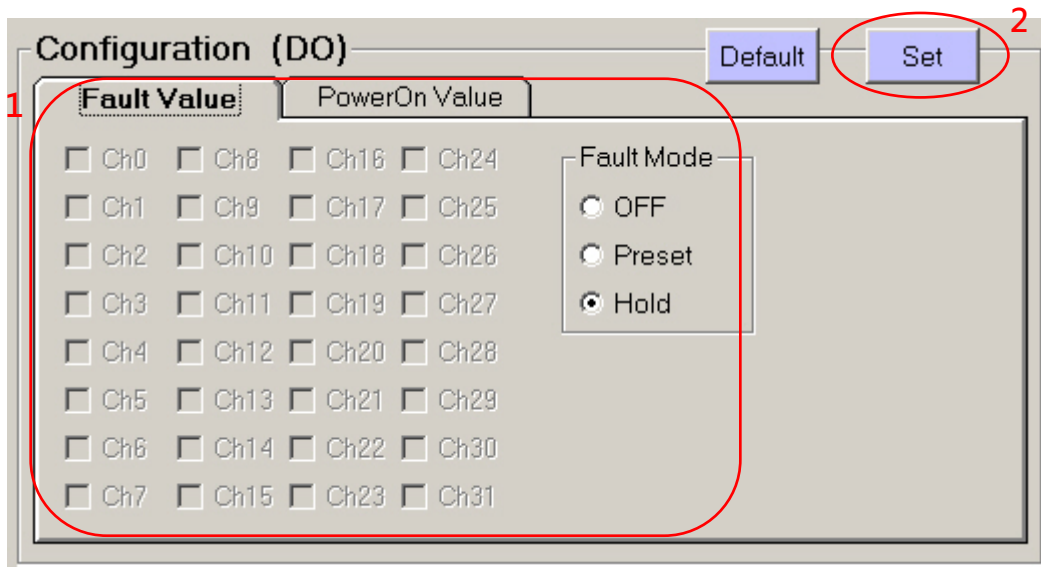 2
Configuration (DO) Default Set
1 Fault Value PowerOn Value
Ch0 Ch8 Ch16 Ch24 Fault Mode
Ch1 Ch9 Ch17 Ch25 OFF
Ch2 Ch10 Ch18 Ch26 Preset
Ch3 Ch11 Ch19 Ch27 Hold
Ch4 Ch12 Ch20 Ch28
Ch5 Ch13 Ch21 Ch29
Ch6 Ch14 Ch22 Ch30
Ch7 Ch15 Ch23 Ch31